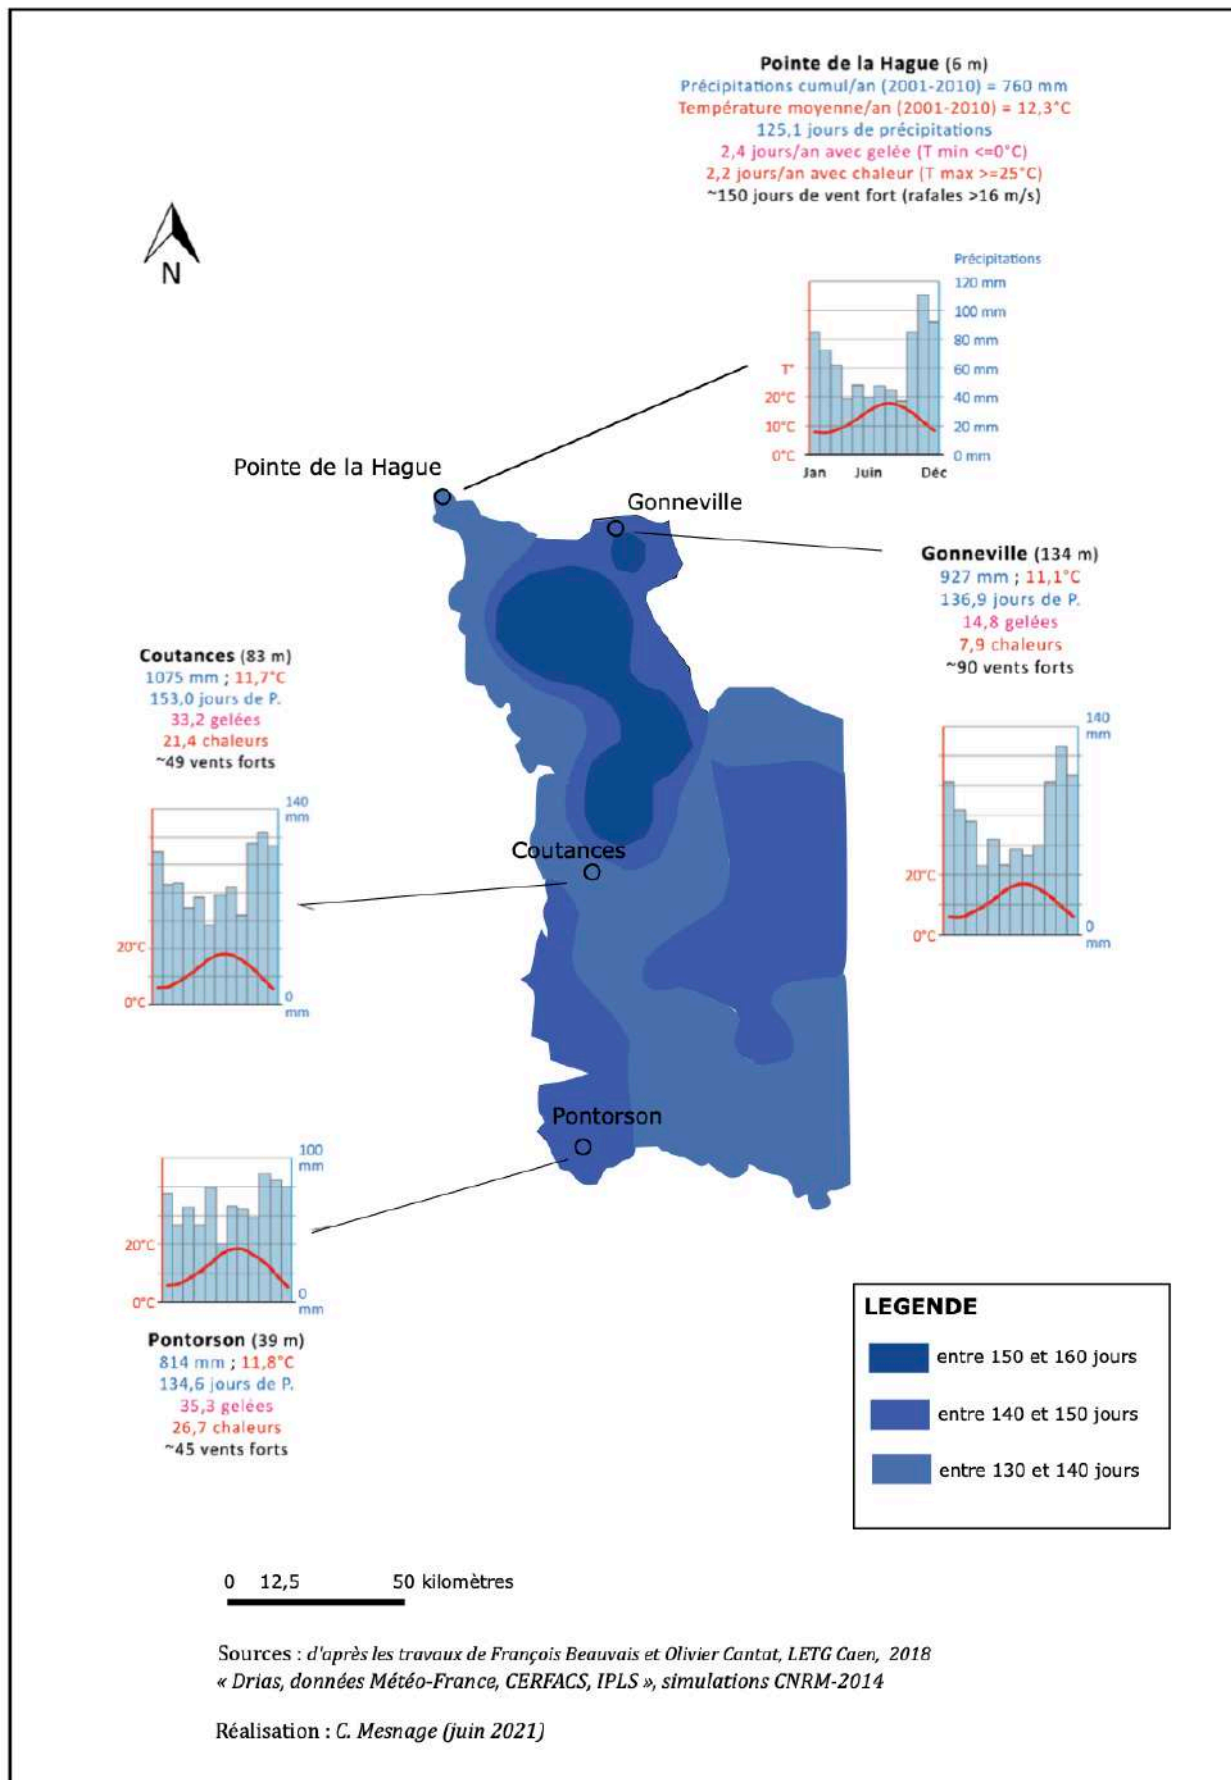 Pointe de la Hague (6 m)
Précipitations cumul/an (2001-2010) = 760 mm
Température moyenne/an (2001-2010) = 12,3°C
125,1 jours de précipitations
2,4 jours/an avec gelée (T min <=0°C)
2,2 jours/an avec chaleur (T max >=25°C)
~150 jours de vent fort (rafales >16 m/s)
N
Précipitations
120 mm
100 mm
80 mm
T° 60 mm
20°C 40 mm
10°C 20 mm
0°C 0 mm
Jan Juin Déc
Pointe de la Hague
Gonneville
Gonneville (134 m)
927 mm ; 11,1°C
136,9 jours de P.
14,8 gelées
7,9 chaleurs
~90 vents forts
140
mm
20°C
0
0°C
mm
Coutances (83 m)
1075 mm ; 11,7°C
153,0 jours de P.
33,2 gelées
21,4 chaleurs
~49 vents forts
140
mm
20°C
0
0°C
mm
Coutances
Pontorson
100
mm
20°C
0
0°C
mm
Pontorson (39 m)
814 mm ; 11,8°C
134,6 jours de P.
35,3 gelées
26,7 chaleurs
~45 vents forts
LEGENDE
entre 150 et 160 jours
entre 140 et 150 jours
entre 130 et 140 jours
0 12,5 50 kilomètres
Sources : d'après les travaux de François Beauvais et Olivier Cantat, LETG Caen, 2018
« Drias, données Météo-France, CERFACS, IPLS », simulations CNRM-2014
Réalisation : C. Mesnage (juin 2021)